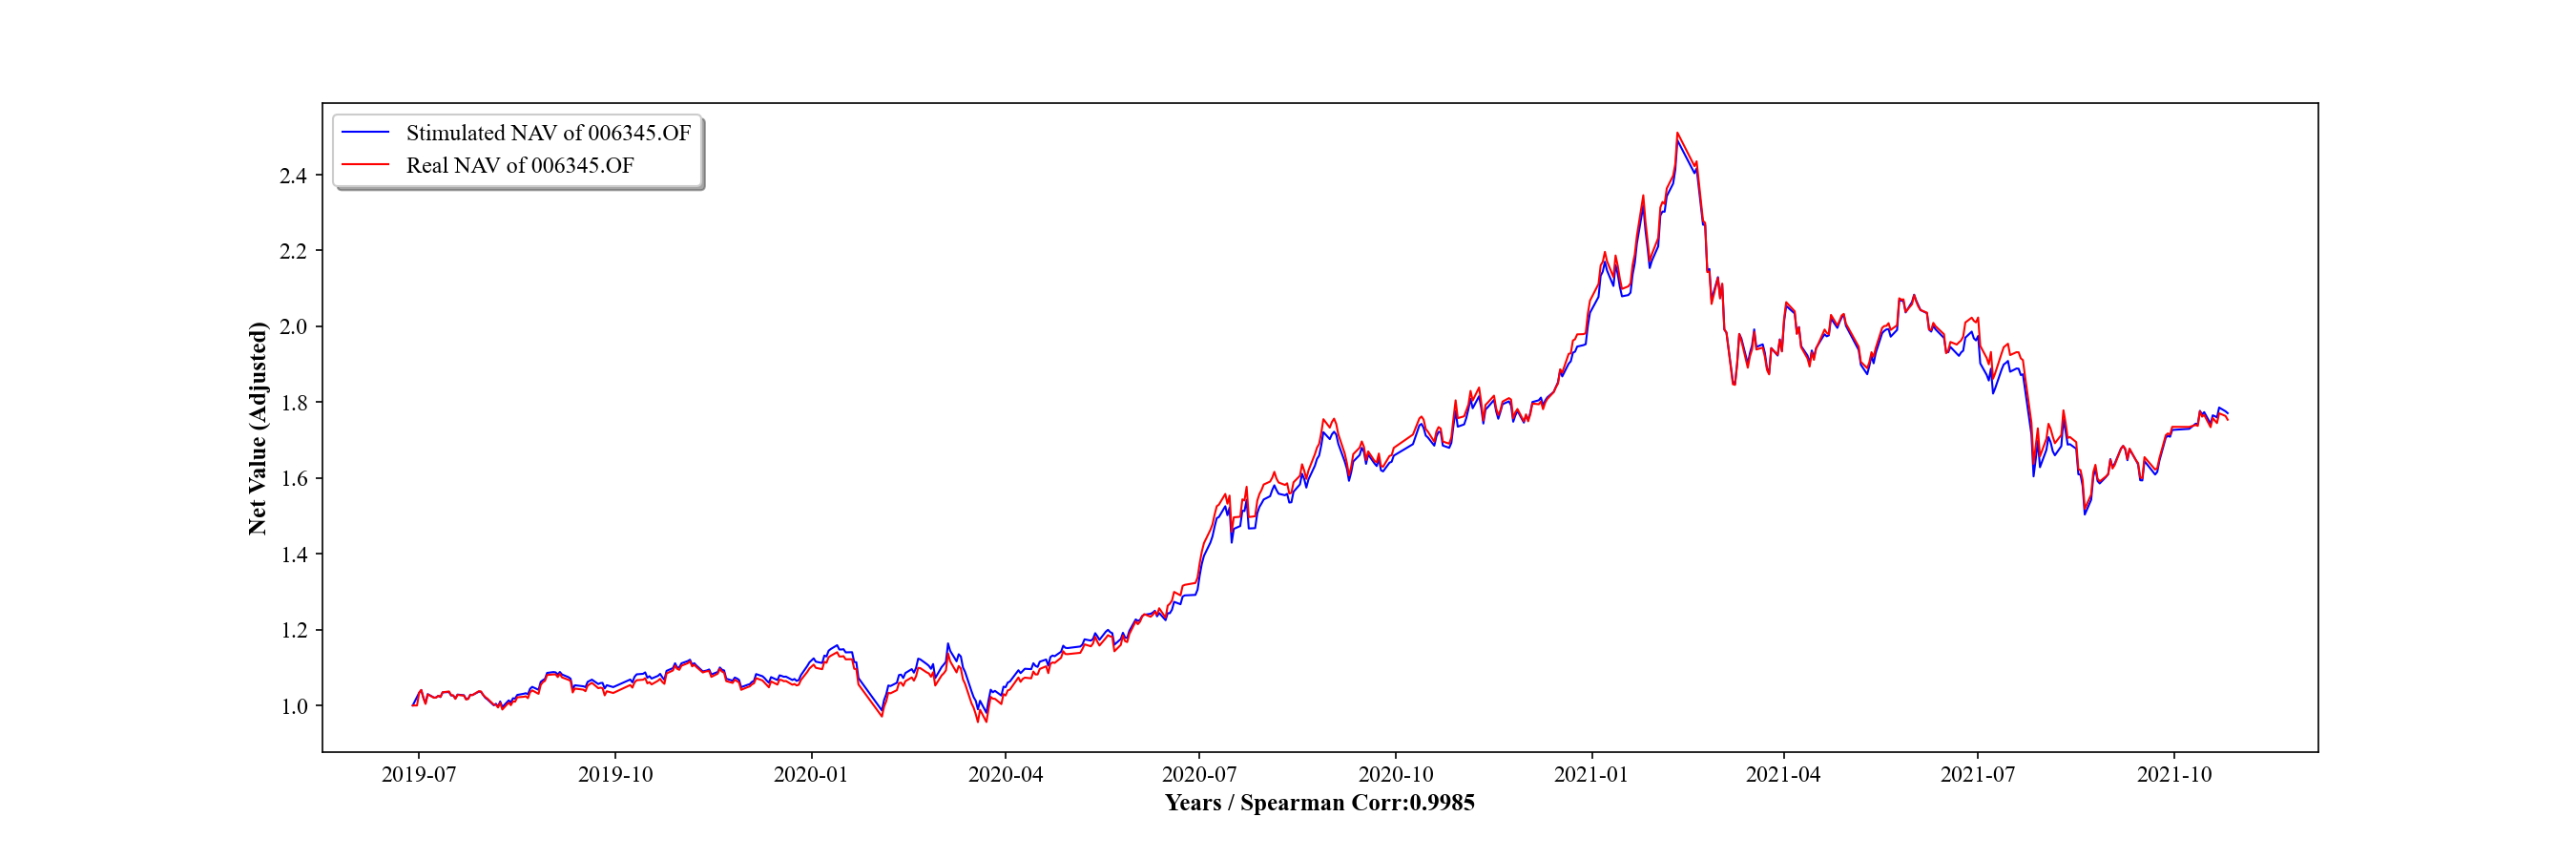 Stimulated NAV of 006345.OF
Real NAV of 006345.OF
Net Value (Adjusted)
2.4
2.2
2.0
1.8
1.6
1.4
1.2
1.0
2019-07 2019-10 2020-01 2020-04 2020-07 2020-10 2021-01 2021-04 2021-07 2021-10
Years / Spearman Corr:0.9985